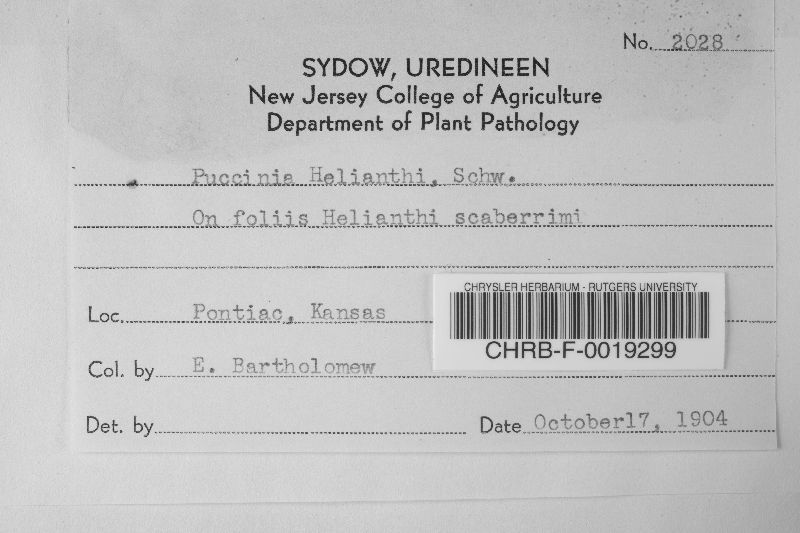 No. 2028
SYDOW, UREDINEEN
New Jersey College of Agriculture
Department of Plant Pathology
Puccinia Helianthi, Schw.
On foliis Helianthi scaberrimi
Loc. Pontiac, Kansas
CHRYSLER HERBARIUM - RUTGERS UNIVERSITY
CHRB-F-0019299
Col. by E. Bartholomew
Det. by
Date October17, 1904